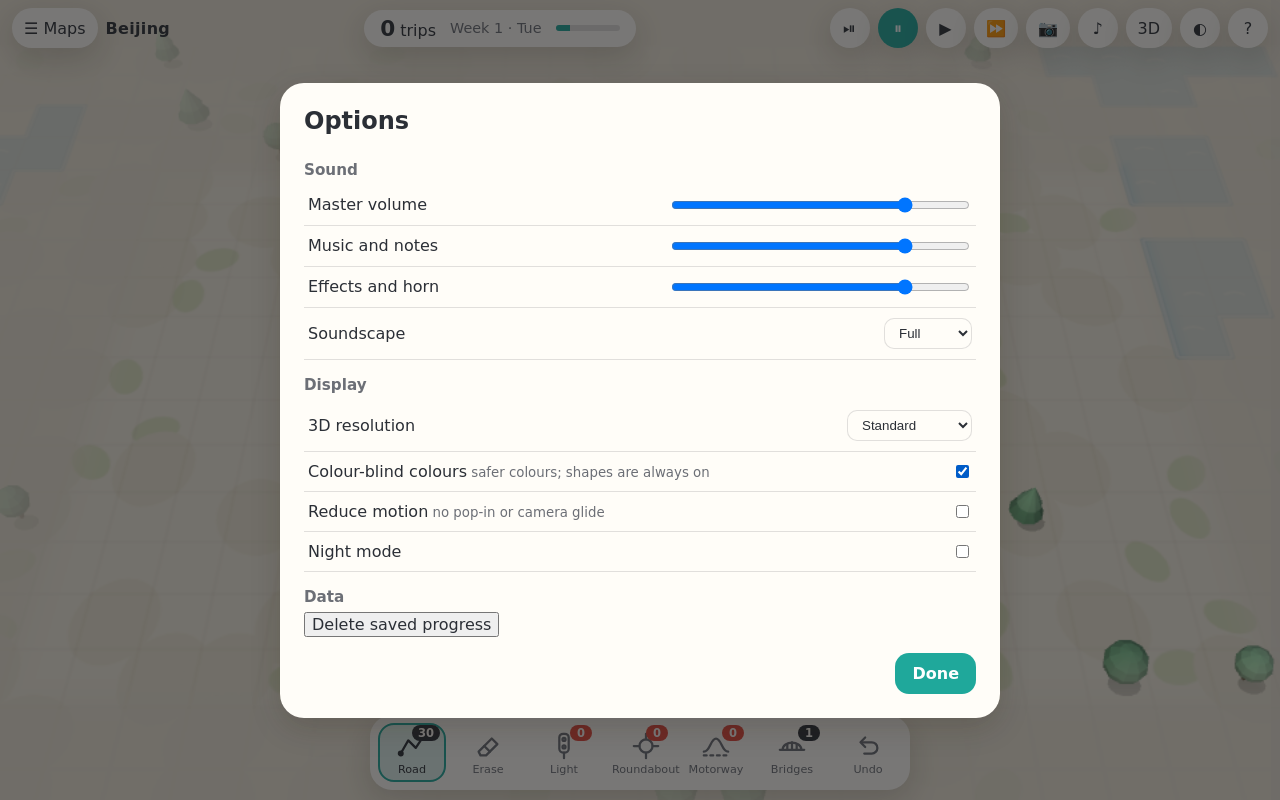 ☰ Maps
Beijing
0 trips Week 1 · Tue
3D
?
Options
Sound
Master volume
Music and notes
Effects and horn
Soundscape
Full
Display
3D resolution
Standard
Colour-blind colours safer colours; shapes are always on
Reduce motion no pop-in or camera glide
Night mode
Data
Delete saved progress
Done
30
0
0
0
1
Road
Erase
Light
Roundabout
Motorway
Bridges
Undo